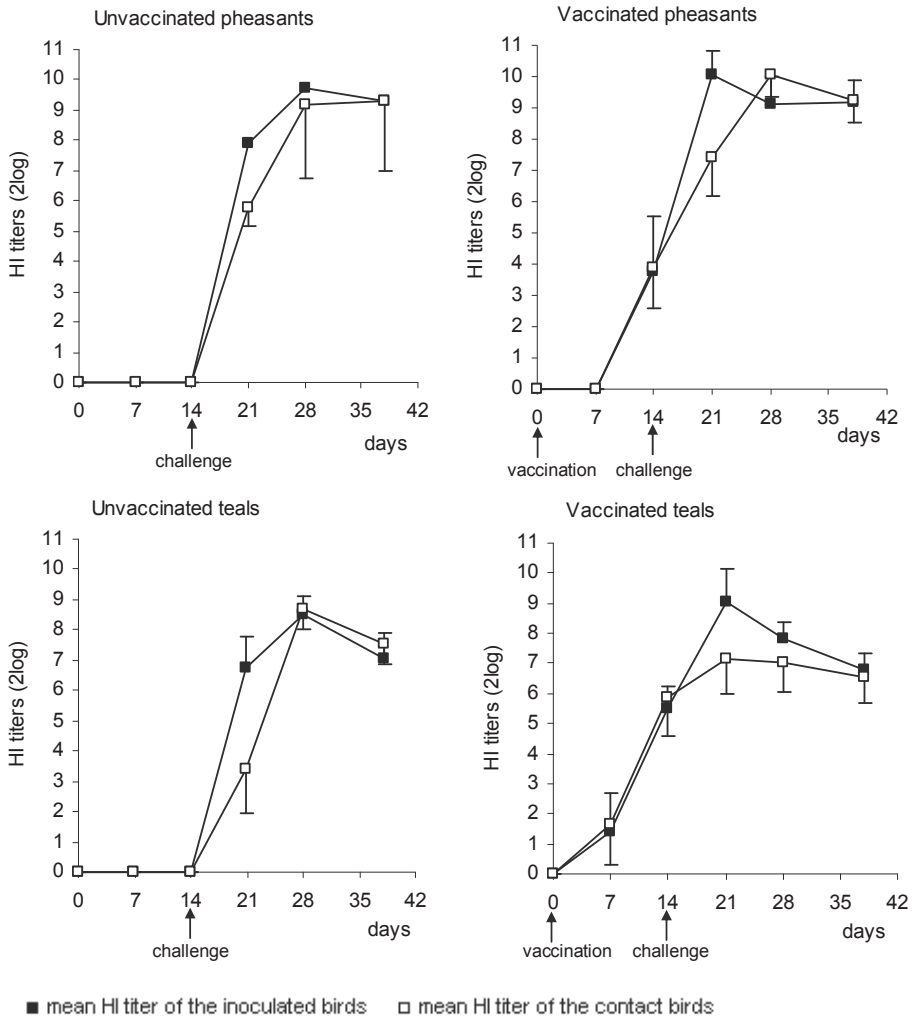 Unvaccinated pheasants
HI titers (2log)
11
10
9
8
7
6
5
4
3
2
1
0
0 7 14 21 28 35 42
days
challenge
Vaccinated pheasants
HI titers (2log)
11
10
9
8
7
6
5
4
3
2
1
0
0 7 14 21 28 35 42
days
vaccination challenge
Unvaccinated teals
HI titers (2log)
11
10
9
8
7
6
5
4
3
2
1
0
0 7 14 21 28 35 42
days
challenge
Vaccinated teals
HI titers (2log)
11
10
9
8
7
6
5
4
3
2
1
0
0 7 14 21 28 35 42
days
vaccination challenge
mean HI titer of the inoculated birds mean HI titer of the contact birds